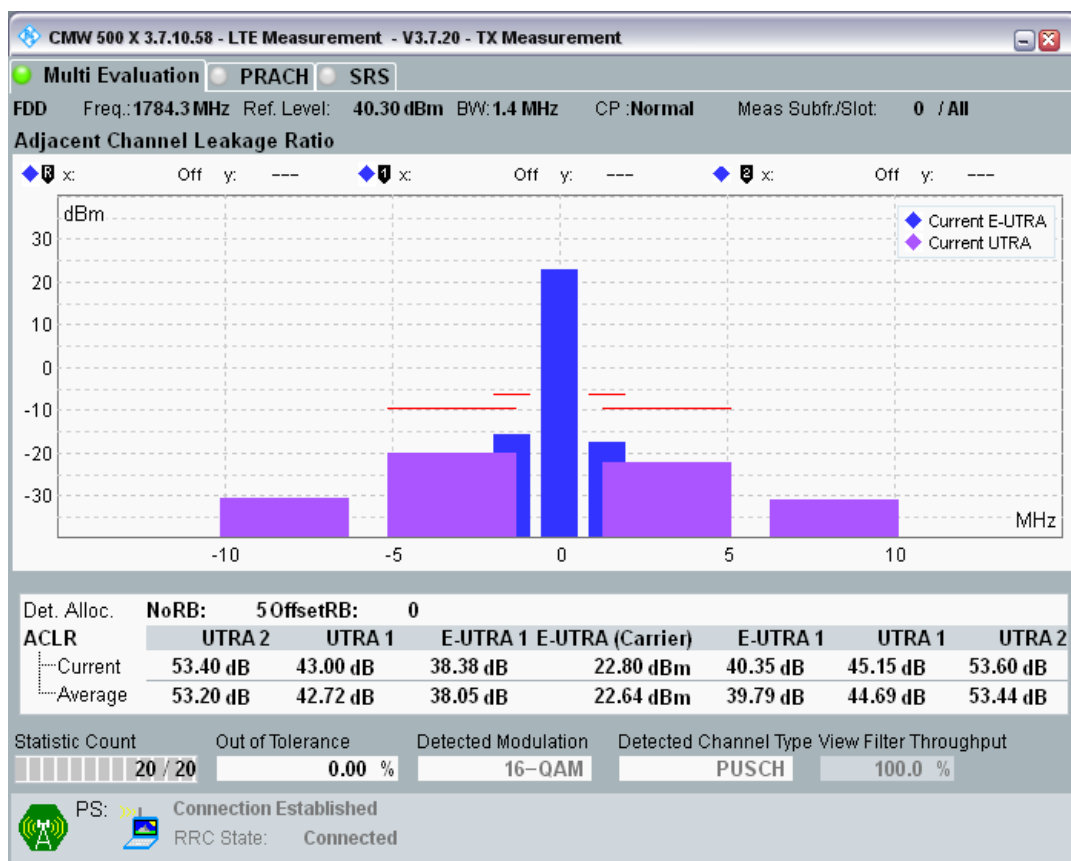 CMW 500 X 3.7.10.58 - LTE Measurement - V3.7.20 - TX Measurement
Multi Evaluation PRACH SRS
FDD Freq.: 1784.3 MHz Ref. Level: 40.30 dBm BW: 1.4 MHz CP : Normal Meas Subfr./Slot: 0 / All
Adjacent Channel Leakage Ratio
R x: Off y: --- 1 x: Off y: --- 2 x: Off y: ---
dBm
Current E-UTRA
Current UTRA
30
20
10
0
-10
-20
-30
MHz
-10 -5 0 5 10
Det. Alloc. NoRB: 5 OffsetRB: 0
ACLR UTRA 2 UTRA 1 E-UTRA 1 E-UTRA (Carrier) E-UTRA 1 UTRA 1 UTRA 2
Current 53.40 dB 43.00 dB 38.38 dB 22.80 dBm 40.35 dB 45.15 dB 53.60 dB
Average 53.20 dB 42.72 dB 38.05 dB 22.64 dBm 39.79 dB 44.69 dB 53.44 dB
Statistic Count Out of Tolerance Detected Modulation Detected Channel Type View Filter Throughput
20 / 20 0.00 % 16-QAM PUSCH 100.0 %
PS: Connection Established
RRC State: Connected